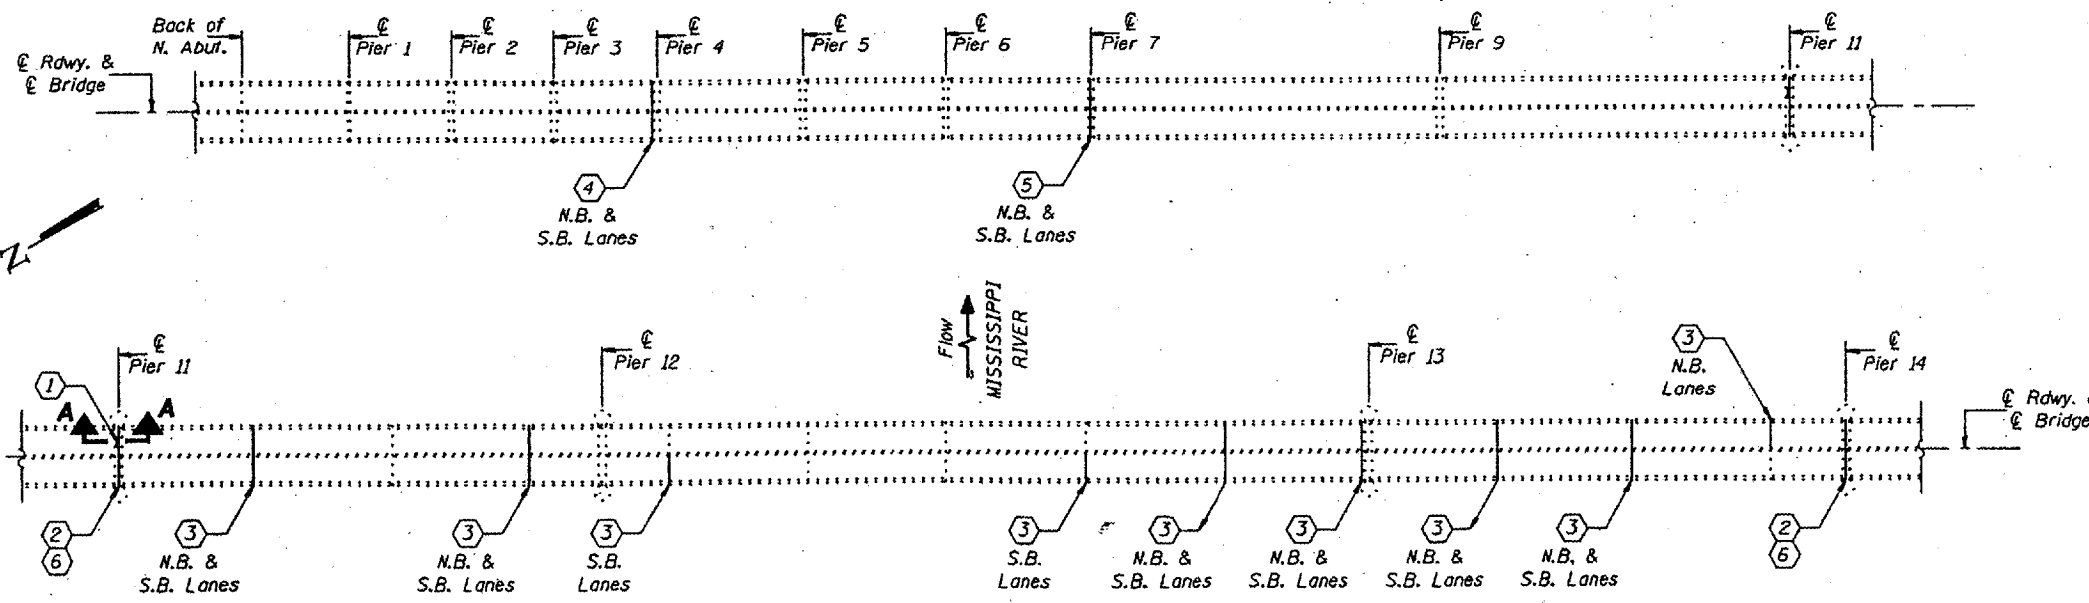 Back of
N. Abut.
℄
Pier 1
℄
Pier 2
℄
Pier 3
℄
Pier 4
℄
Pier 5
℄
Pier 6
℄
Pier 7
℄
Pier 9
℄
Pier 11
℄ Rdwy. &
℄ Bridge
4
N.B. &
S.B. Lanes
5
N.B. &
S.B. Lanes
N
Flow
MISSISSIPPI
RIVER
℄
Pier 11
℄
Pier 12
℄
Pier 13
3
N.B.
Lanes
℄
Pier 14
1
A A
℄ Rdwy. &
℄ Bridge
2
6
3
N.B. &
S.B. Lanes
3
N.B. &
S.B. Lanes
3
S.B.
Lanes
3
S.B.
Lanes
3
N.B. &
S.B. Lanes
3
N.B. &
S.B. Lanes
3
N.B. &
S.B. Lanes
3
N.B. &
S.B. Lanes
2
6